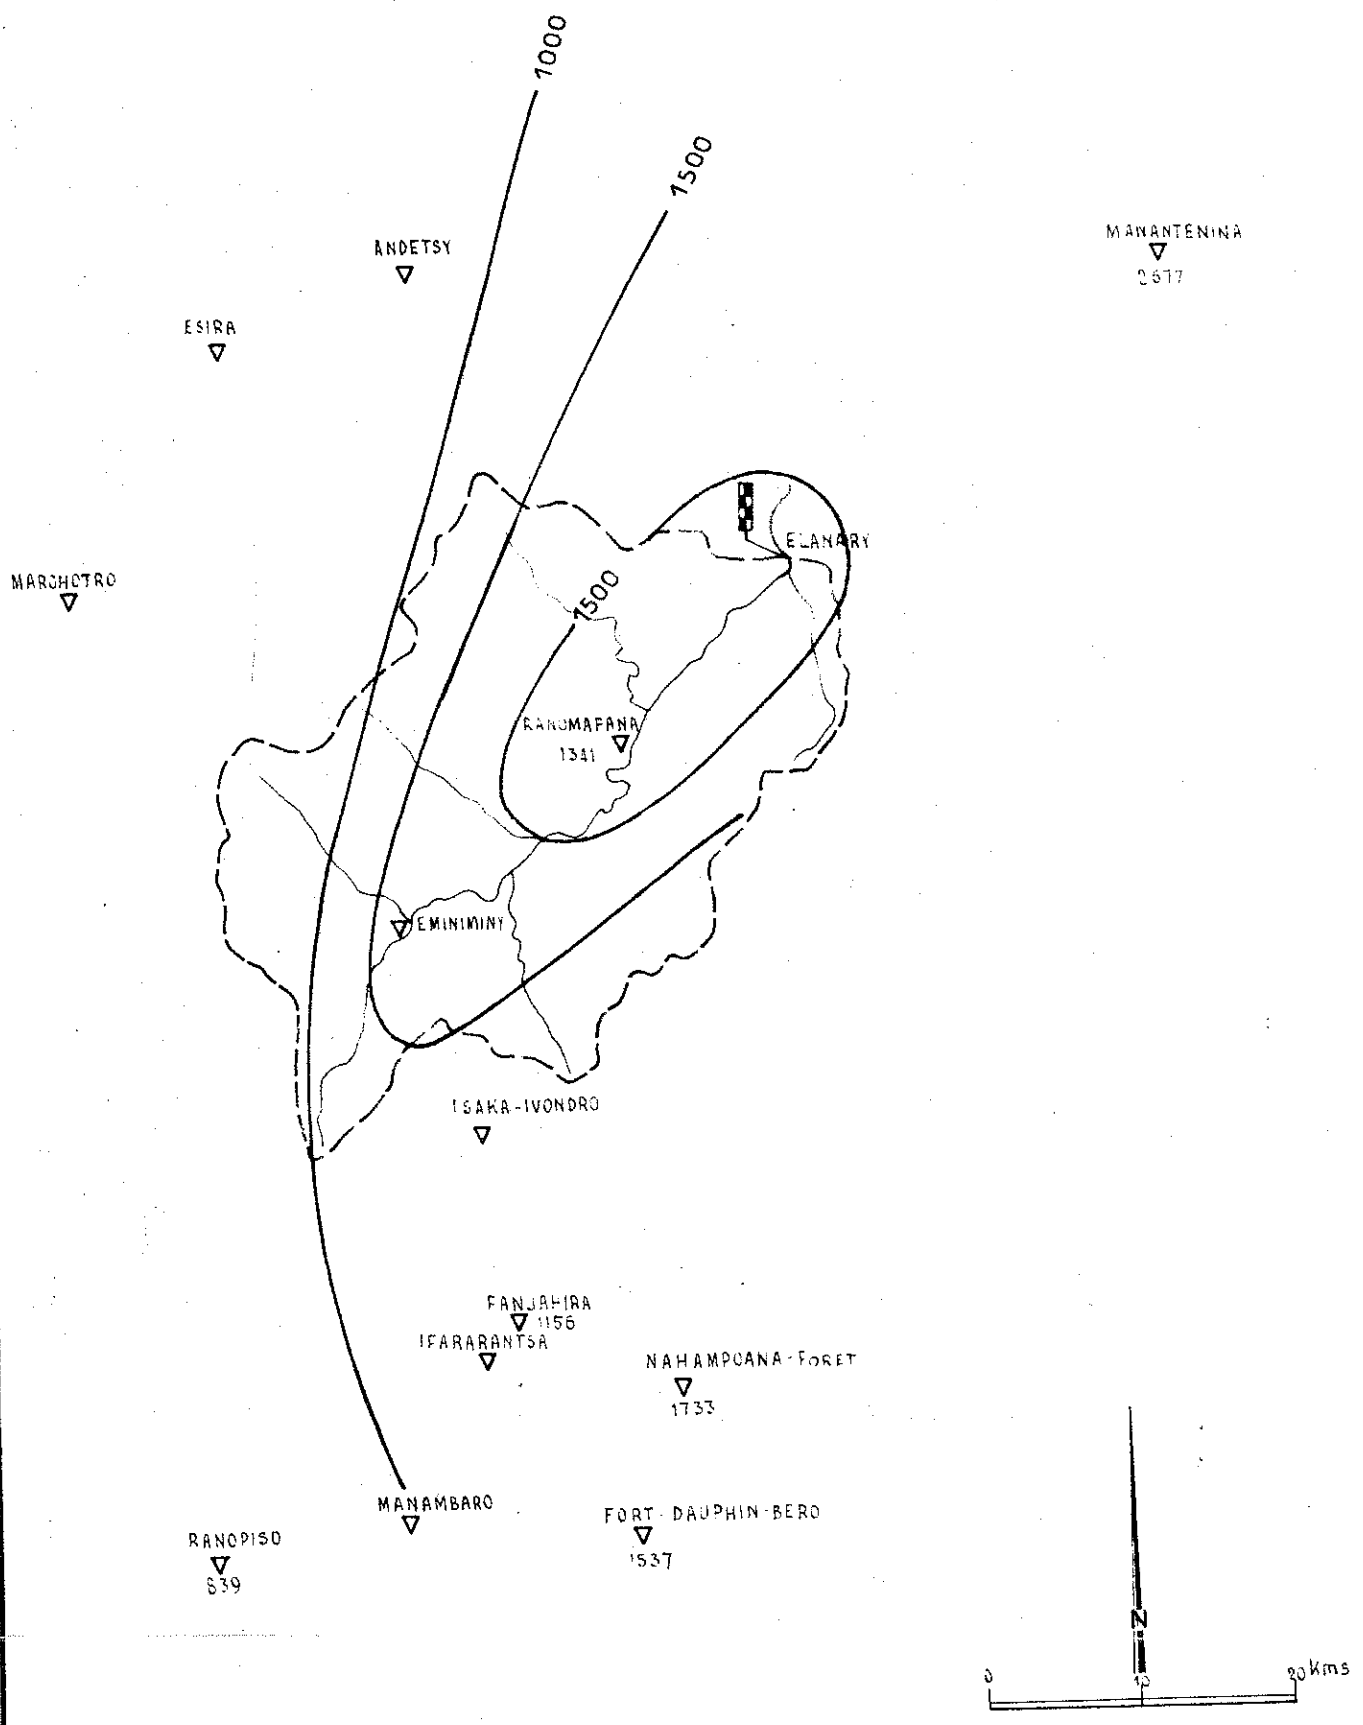 1000
1500
MANANTENINA
2677
ANDETSY
ESIRA
ELANARY
MAROHOTRO
1500
RANOMAFANA
1341
EMINIMINY
ISAKA-IVONDRO
FANJAHIRA
1156
IFARARANTSA
NAHAMPOANA-FORET
1733
MANAMBARO
FORT-DAUPHIN-BERO
1537
RANOPISO
839
N
0 10 20 Kms